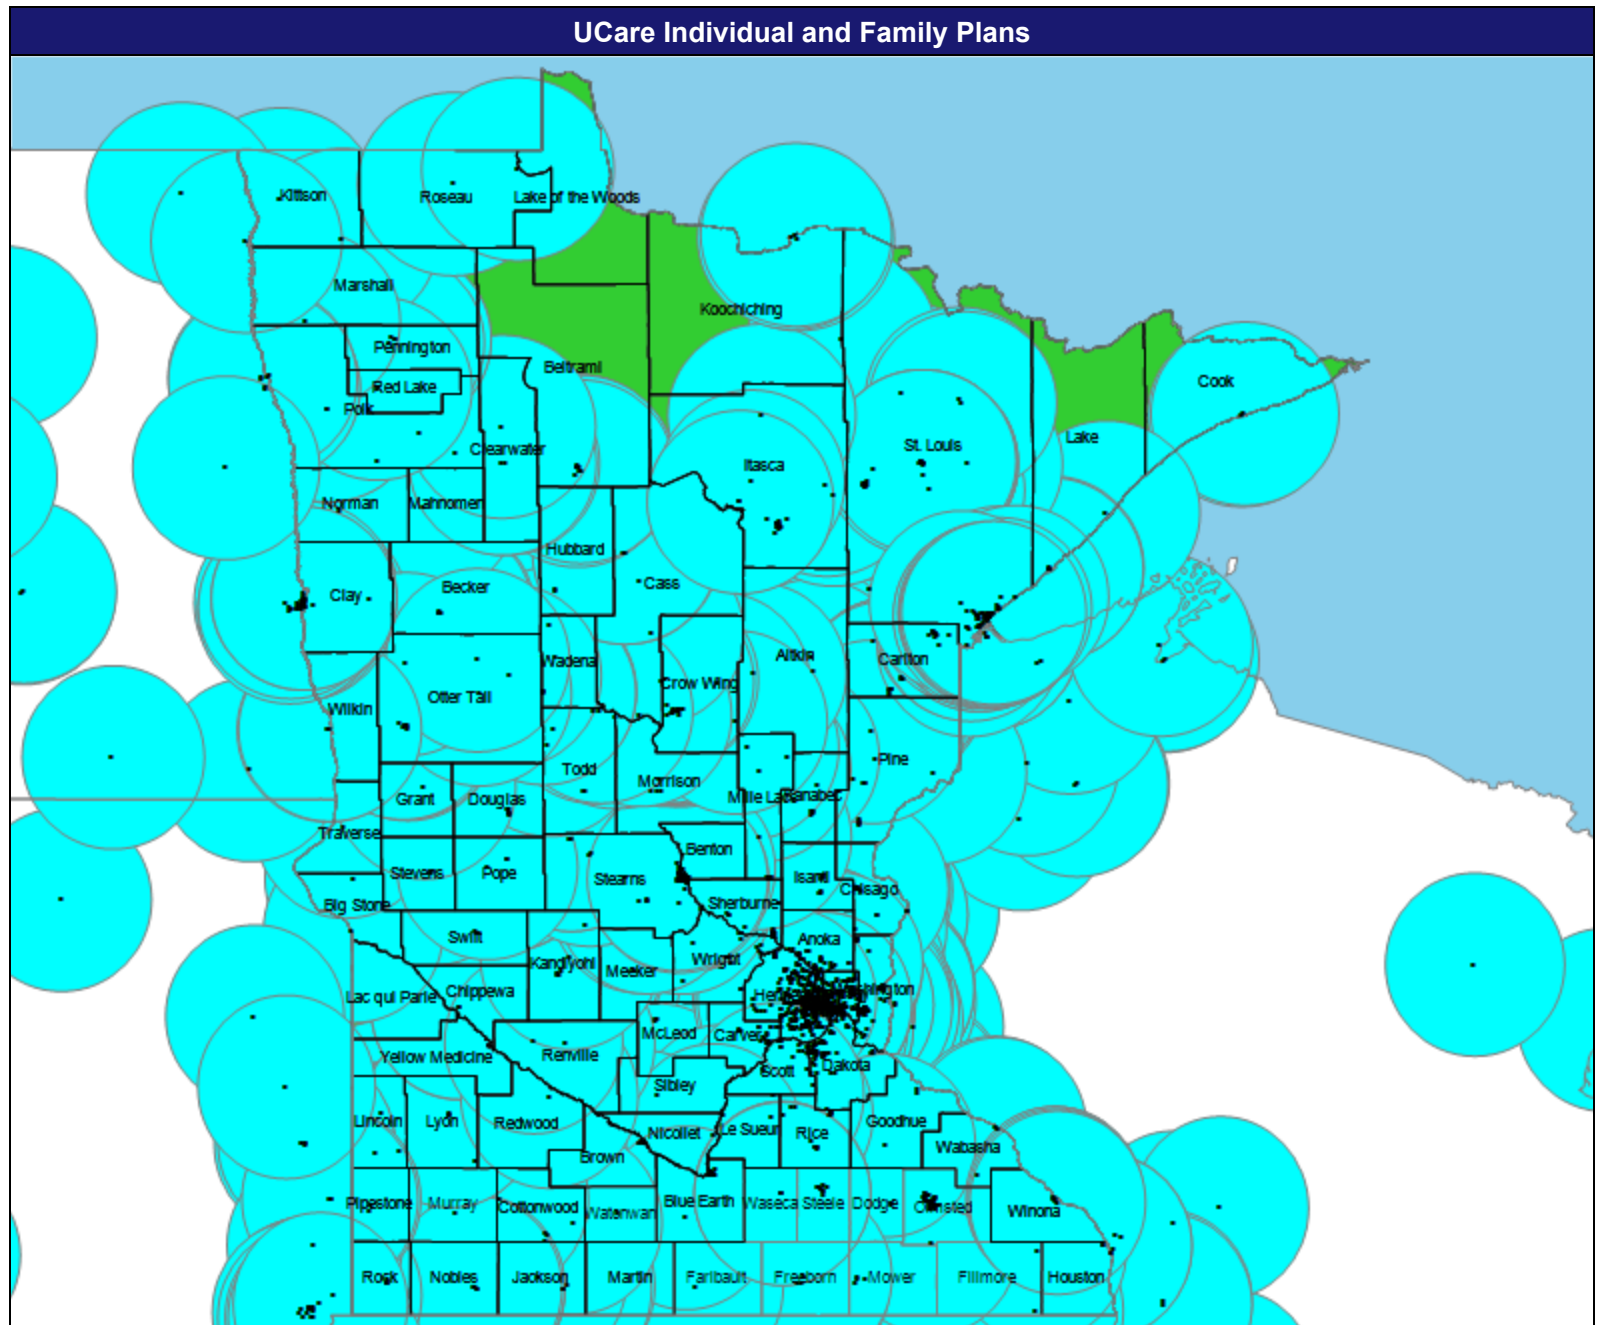 UCare Individual and Family Plans
Kittson
Roseau
Lake of the Woods
Marshall
Koochiching
Pennington
Beltrami
Cook
Red Lake
Polk
Lake
Clearwater
St. Louis
Itasca
Norman
Mahnomen
Hubbard
Cass
Becker
Clay
Wadena
Aitkin
Carlton
Crow Wing
Otter Tail
Wilkin
Pine
Todd
Morrison
Grant
Douglas
Mille Lacs
Kanabec
Traverse
Benton
Stevens
Pope
Stearns
Isanti
Chisago
Big Stone
Sherburne
Swift
Anoka
Kandiyohi
Meeker
Wright
Lac qui Parle
Chippewa
McLeod
Carver
Yellow Medicine
Renville
Scott
Dakota
Sibley
Lincoln
Lyon
Redwood
Nicollet
Le Sueur
Rice
Goodhue
Wabasha
Brown
Pipestone
Murray
Cottonwood
Watonwan
Blue Earth
Waseca
Steele
Dodge
Olmsted
Winona
Rock
Nobles
Jackson
Martin
Faribault
Freeborn
Mower
Fillmore
Houston